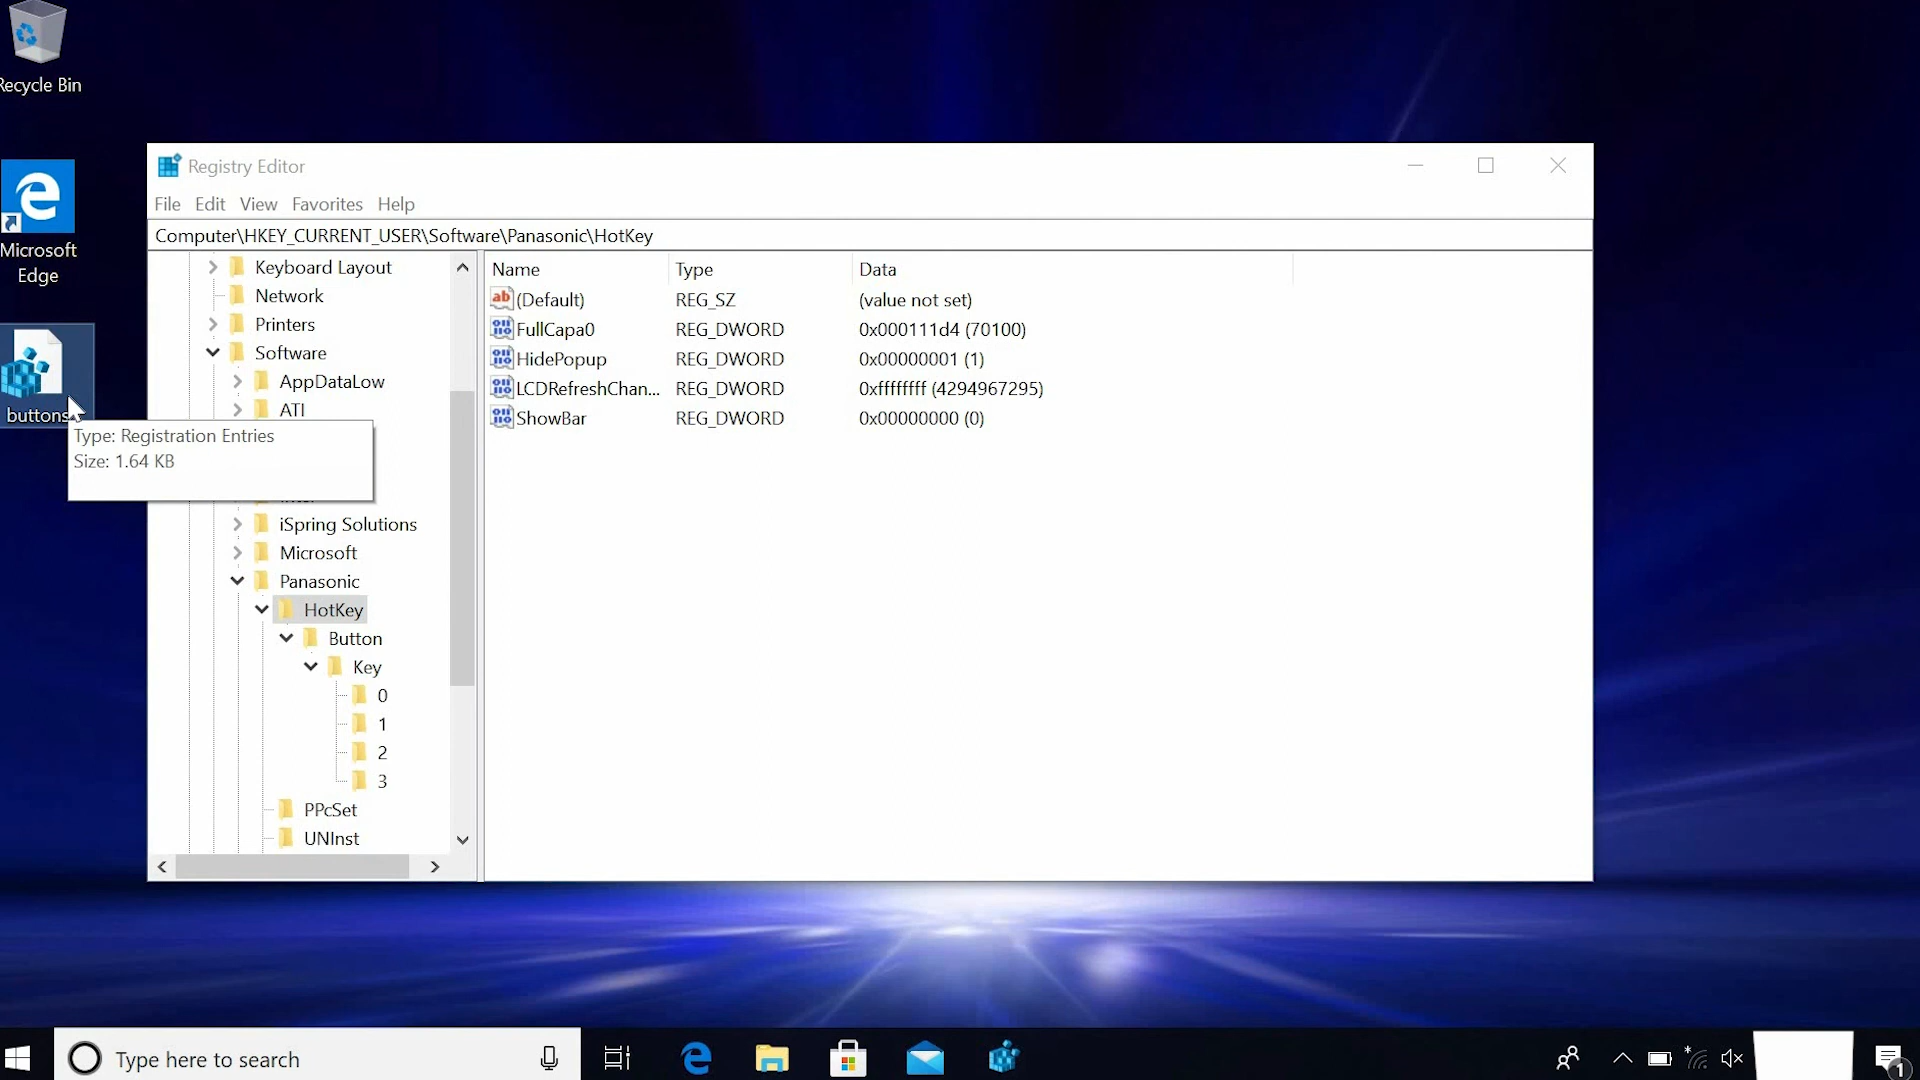 Recycle Bin
Microsoft
Edge
buttons
Type: Registration Entries
Size: 1.64 KB
Registry Editor
File Edit View Favorites Help
Computer\HKEY_CURRENT_USER\Software\Panasonic\HotKey
Keyboard Layout
Network
Printers
Software
AppDataLow
ATI
iSpring Solutions
Microsoft
Panasonic
HotKey
Button
Key
0
1
2
3
PPcSet
UNInst
Name Type Data
(Default) REG_SZ (value not set)
FullCapa0 REG_DWORD 0x000111d4 (70100)
HidePopup REG_DWORD 0x00000001 (1)
LCDRefreshChan... REG_DWORD 0xffffffff (4294967295)
ShowBar REG_DWORD 0x00000000 (0)
Type here to search
1